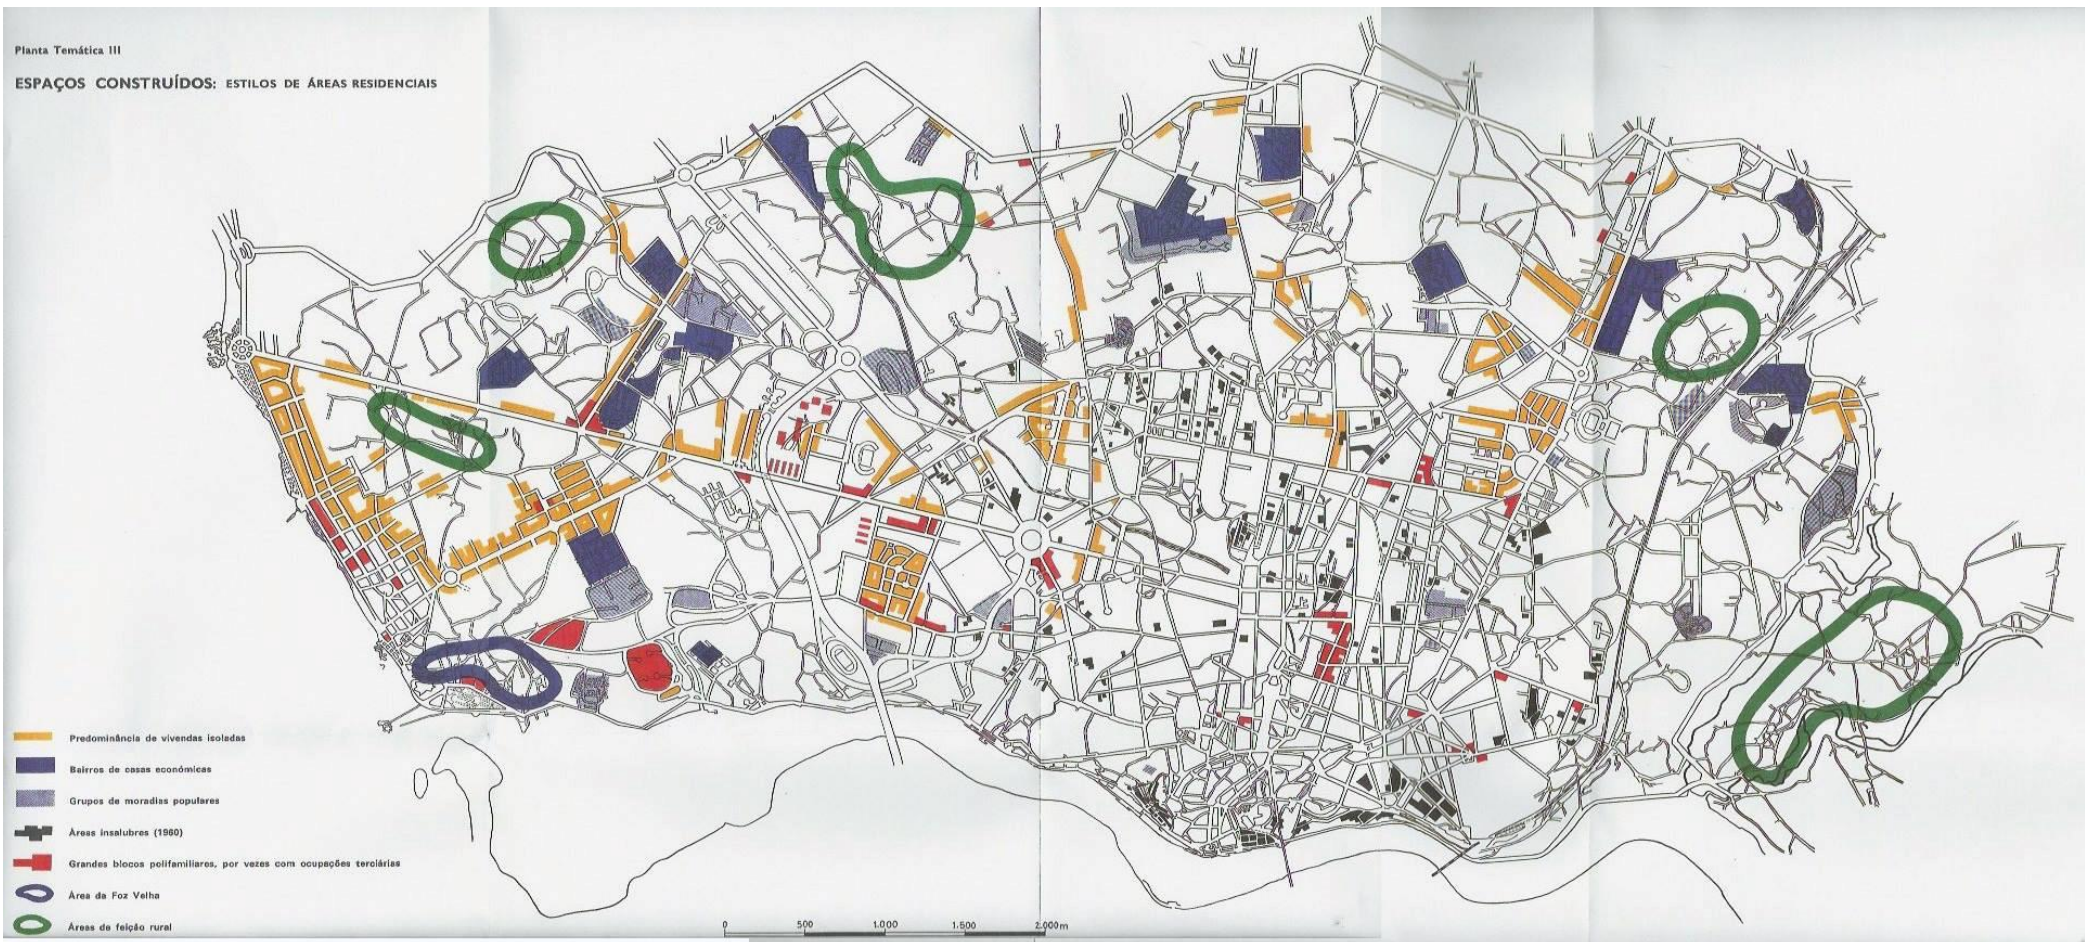 Planta Temática III
ESPAÇOS CONSTRUÍDOS: ESTILOS DE ÁREAS RESIDENCIAIS
Predominância de vivendas isoladas
Bairros de casas económicas
Grupos de moradias populares
Áreas insalubres (1960)
Grandes blocos polifamiliares, por vezes com ocupações terciárias
Área da Foz Velha
Áreas de feição rural
0 500 1.000 1.500 2.000m